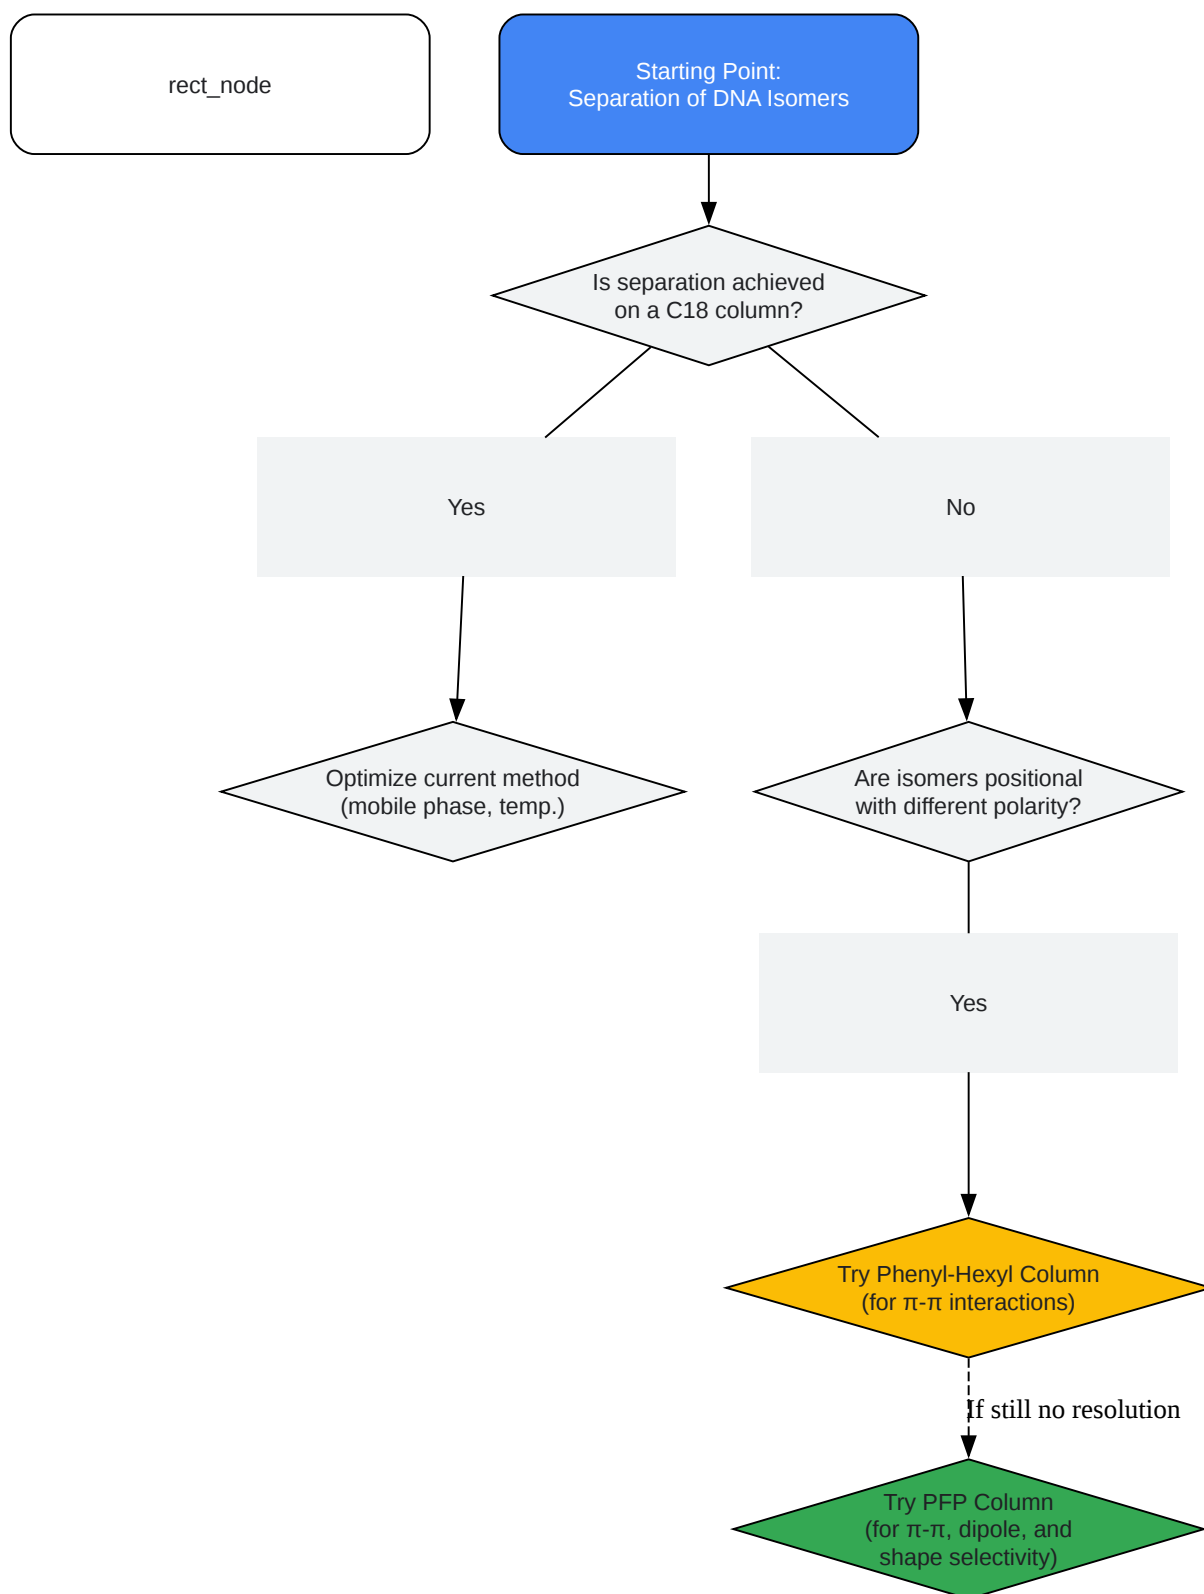 rect_node
Starting Point:
Separation of DNA Isomers
Is separation achieved
on a C18 column?
Yes
No
Optimize current method
(mobile phase, temp.)
Are isomers positional
with different polarity?
Yes
Try Phenyl-Hexyl Column
(for π-π interactions)
If still no resolution
Try PFP Column
(for π-π, dipole, and
shape selectivity)